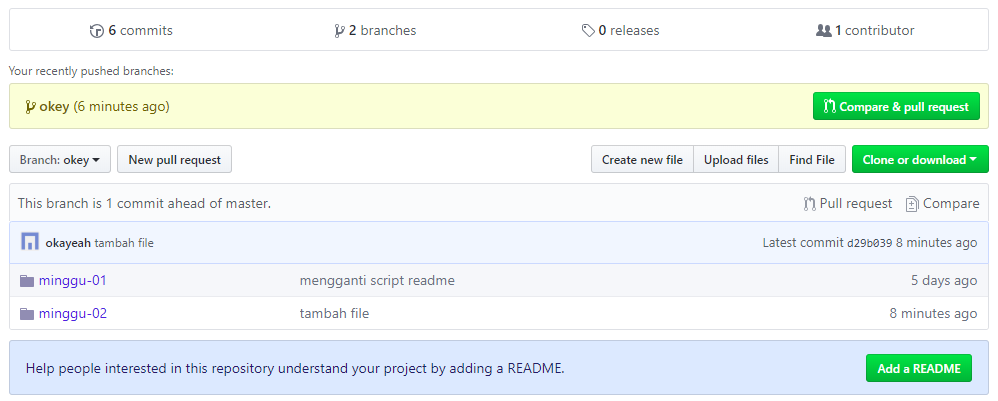 6 commits 2 branches 0 releases 1 contributor
Your recently pushed branches:
okey (6 minutes ago) Compare & pull request
Branch: okey New pull request Create new file Upload files Find File Clone or download
This branch is 1 commit ahead of master. Pull request Compare
okayeah tambah file Latest commit d29b039 8 minutes ago
minggu-01 mengganti script readme 5 days ago
minggu-02 tambah file 8 minutes ago
Help people interested in this repository understand your project by adding a README. Add a README